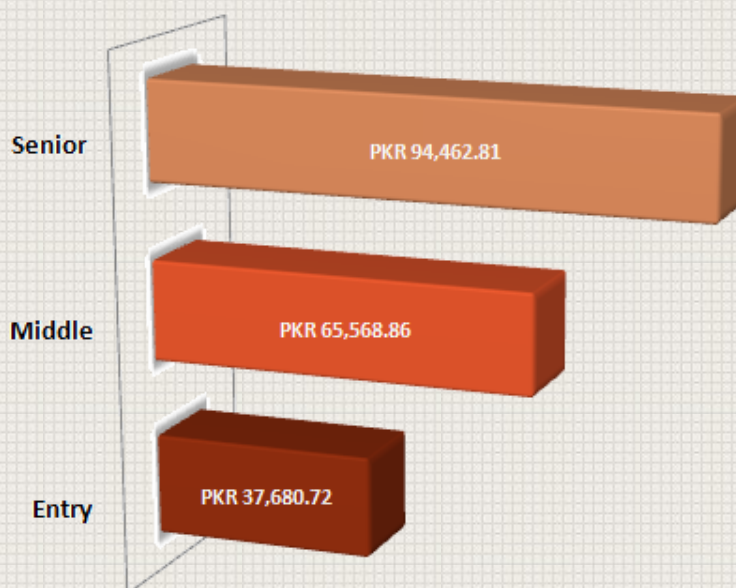 Senior
PKR 94,462.81
Middle
PKR 65,568.86
Entry
PKR 37,680.72